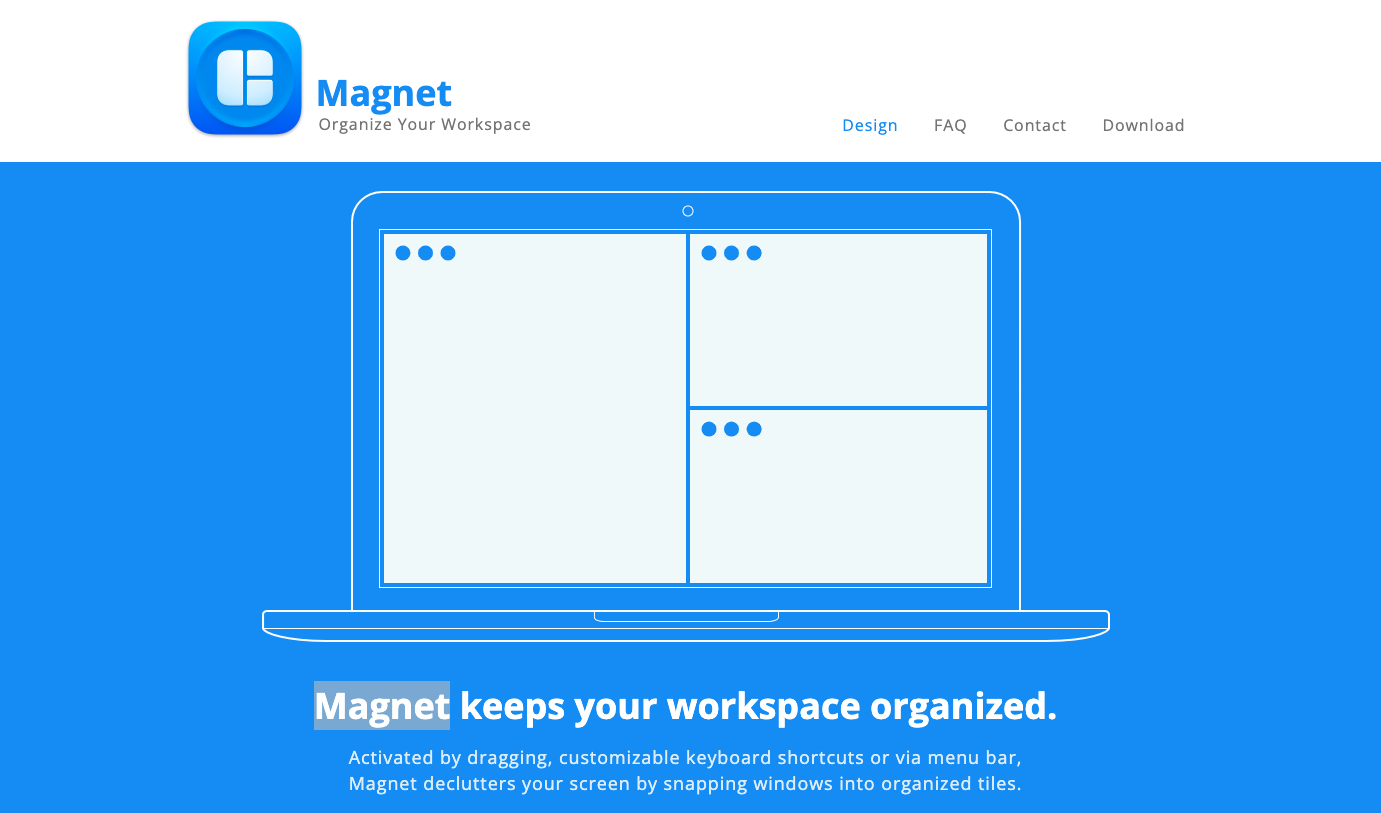 Magnet
Organize Your Workspace
Design FAQ Contact Download
Magnet keeps your workspace organized.
Activated by dragging, customizable keyboard shortcuts or via menu bar,
Magnet declutters your screen by snapping windows into organized tiles.